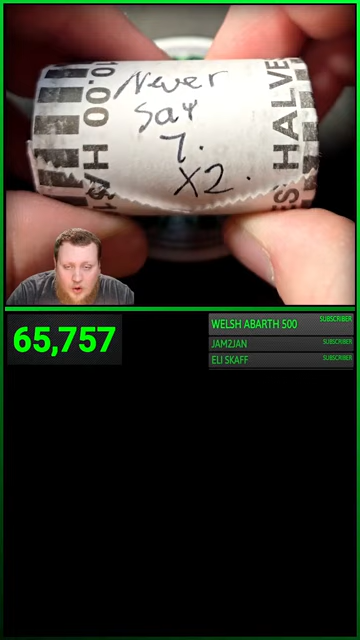 10.00
Never
Say
7.
X2.
HALVE
65,757
WELSH ABARTH 500
SUBSCRIBER
JAM2JAN
SUBSCRIBER
ELI SKAFF
SUBSCRIBER